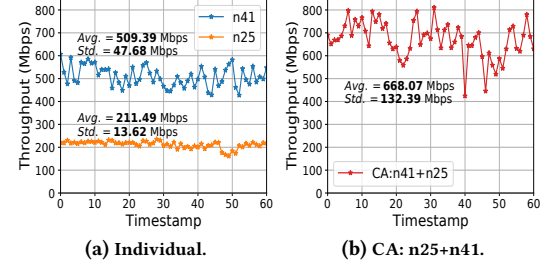 Throughput (Mbps)
800
700
600
500
400
300
200
100
0
n41
n25
Avg. = 509.39 Mbps
Std. = 47.68 Mbps
Avg. = 211.49 Mbps
Std. = 13.62 Mbps
0 10 20 30 40 50 60
Timestamp
(a) Individual.
Throughput (Mbps)
800
700
600
500
400
300
200
100
0
Avg. = 668.07 Mbps
Std. = 132.39 Mbps
CA:n41+n25
0 10 20 30 40 50 60
Timestamp
(b) CA: n25+n41.